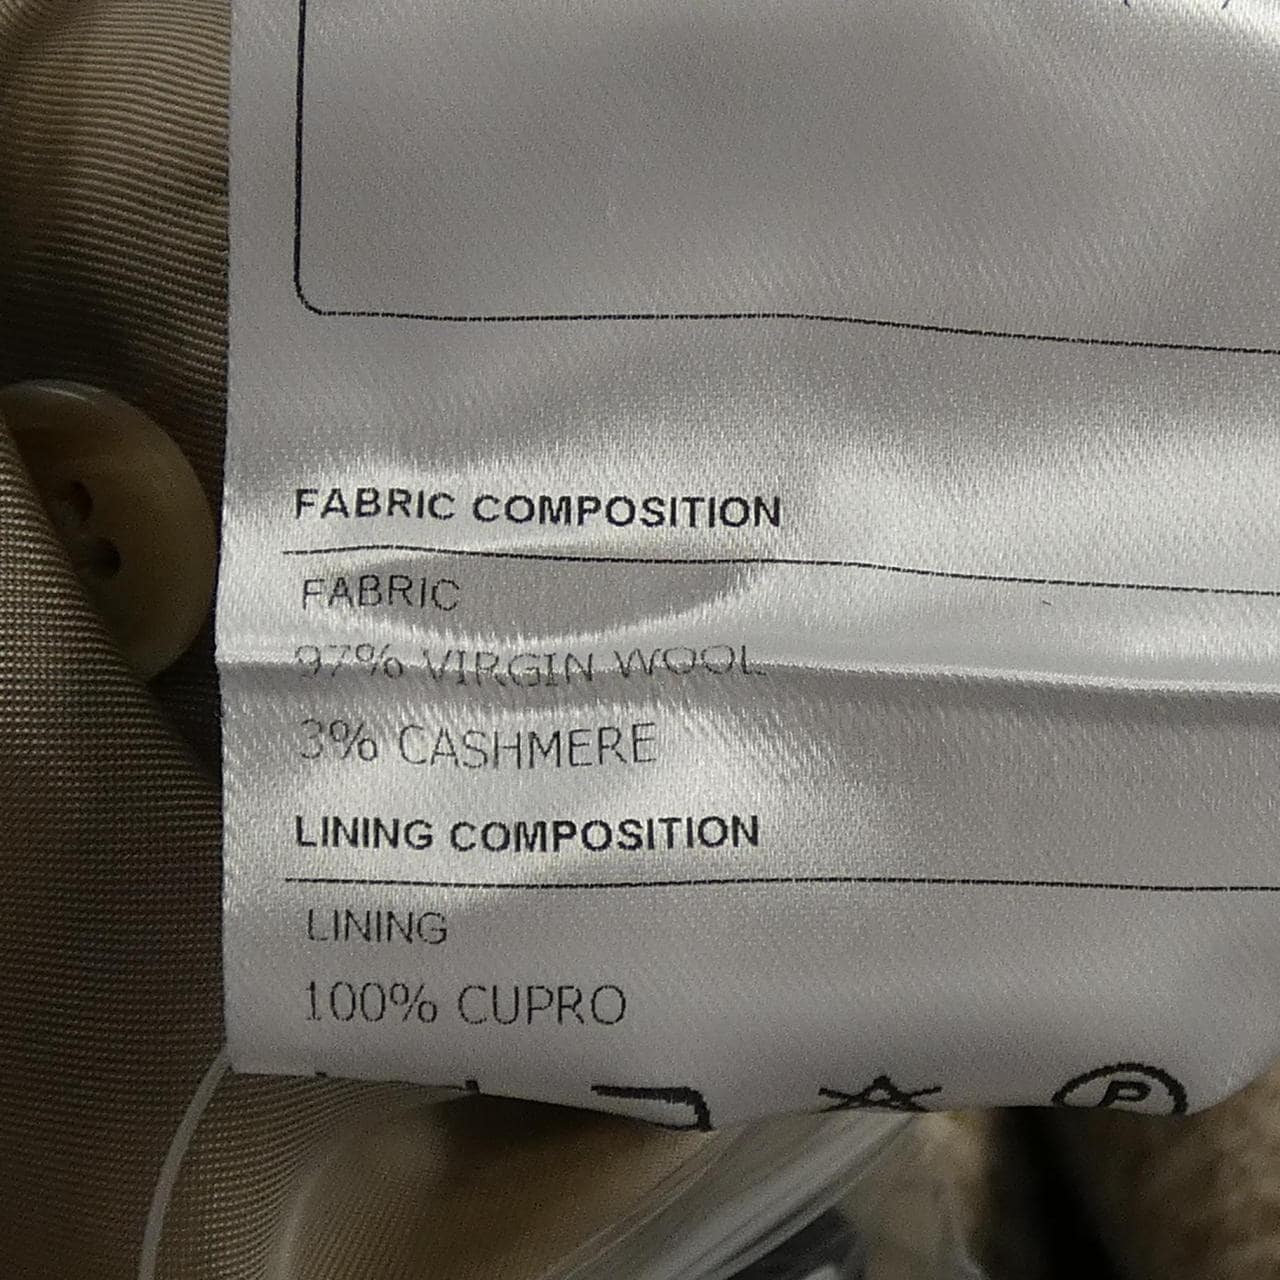 FABRIC COMPOSITION
FABRIC
97% VIRGIN WOOL
3% CASHMERE
LINING COMPOSITION
LINING
100% CUPRO
P